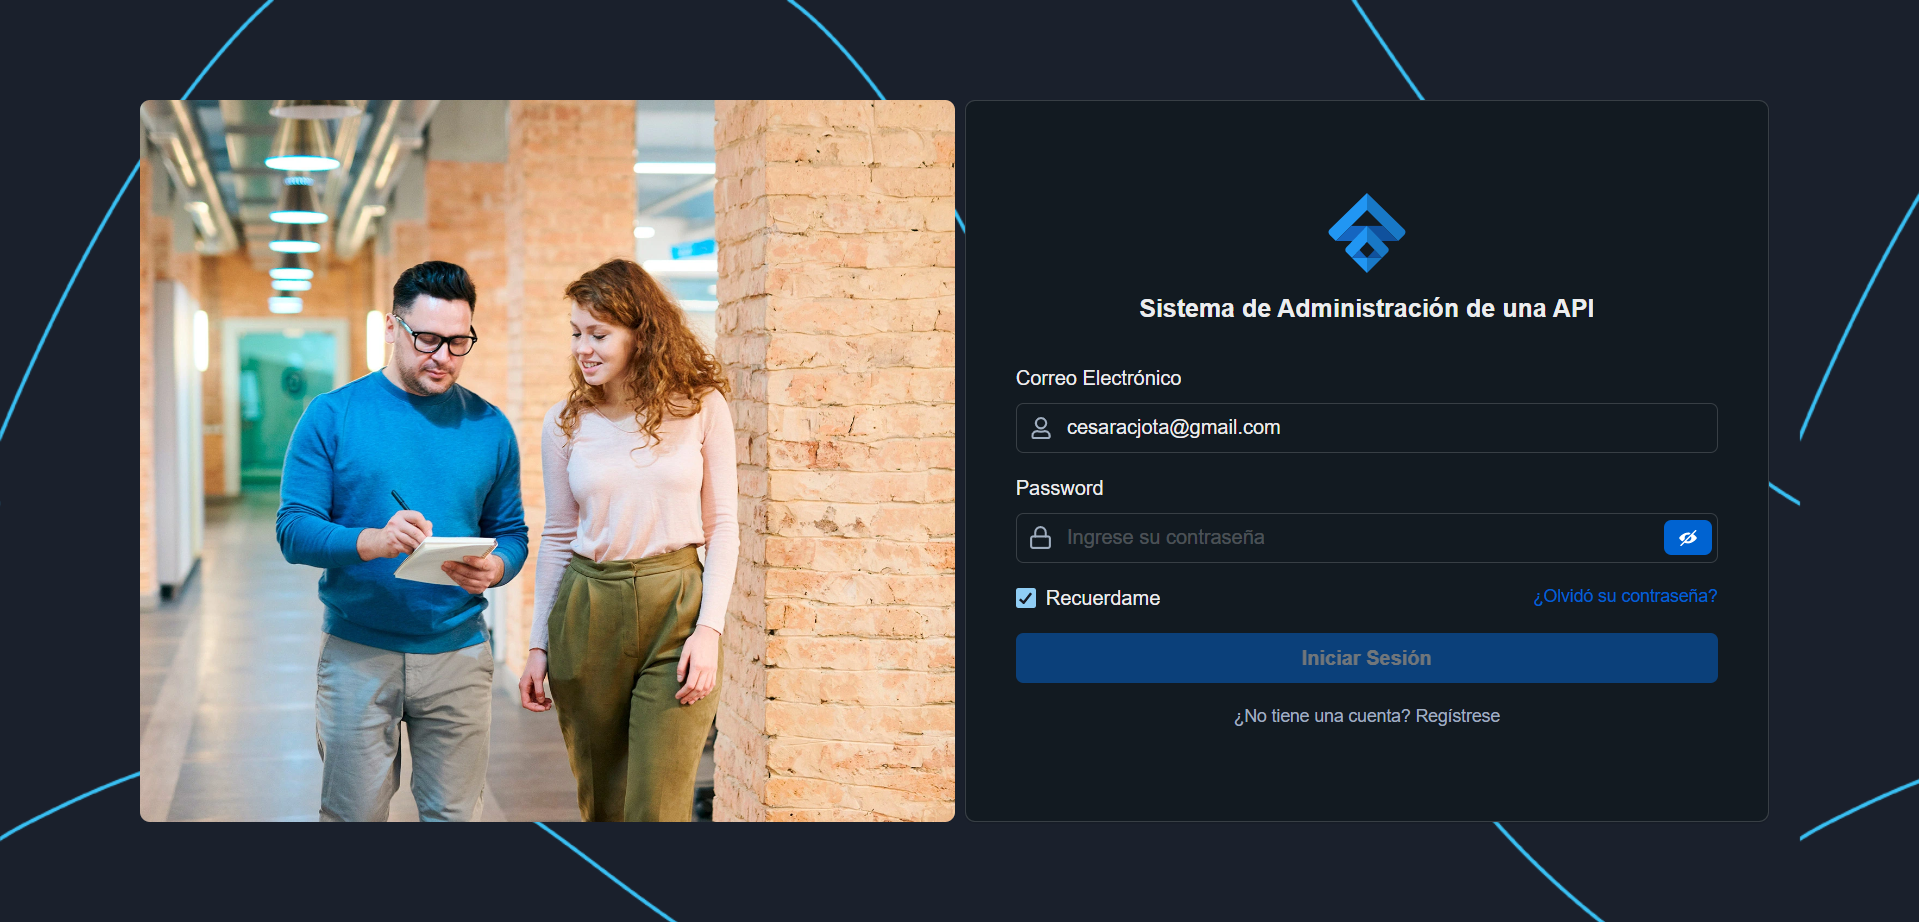 Sistema de Administración de una API
Correo Electrónico
cesaracjota@gmail.com
Password
Ingrese su contraseña
Recuerdame
¿Olvidó su contraseña?
Iniciar Sesión
¿No tiene una cuenta? Regístrese